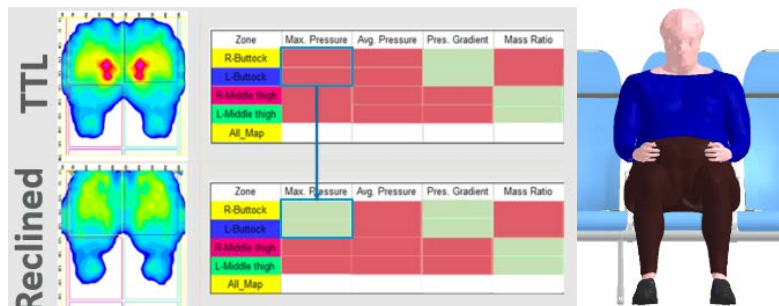 TTL
Zone Max. Pressure Avg. Pressure Pres. Gradient Mass Ratio
R-Buttock
L-Buttock
R-Middle thigh
L-Middle thigh
All_Map
Reclined
Zone Max. Pressure Avg. Pressure Pres. Gradient Mass Ratio
R-Buttock
L-Buttock
R-Middle thigh
L-Middle thigh
All_Map